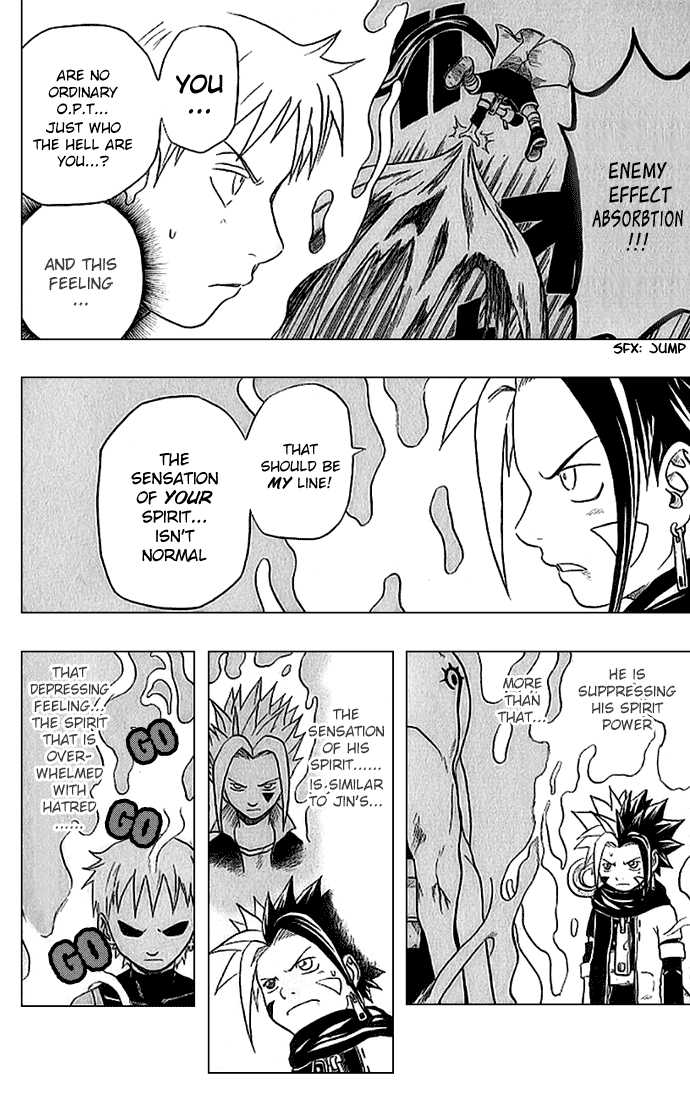 ENEMY
EFFECT
ABSORBTION
!!!
SFX: JUMP
YOU
...
ARE NO
ORDINARY
O.P.T...
JUST WHO
THE HELL ARE
YOU...?
AND THIS
FEELING
...
THAT
SHOULD BE
MY LINE!
THE
SENSATION
OF YOUR
SPIRIT...
ISN'T
NORMAL
HE IS
SUPPRESSING
HIS SPIRIT
POWER
MORE
THAN
THAT...
THE
SENSATION
OF HIS
SPIRIT......
IS SIMILAR
TO JIN'S...
THAT
DEPRESSING
FEELING...
THE SPIRIT
THAT IS
OVER-
WHELMED
WITH
HATRED
......
GO
GO
GO